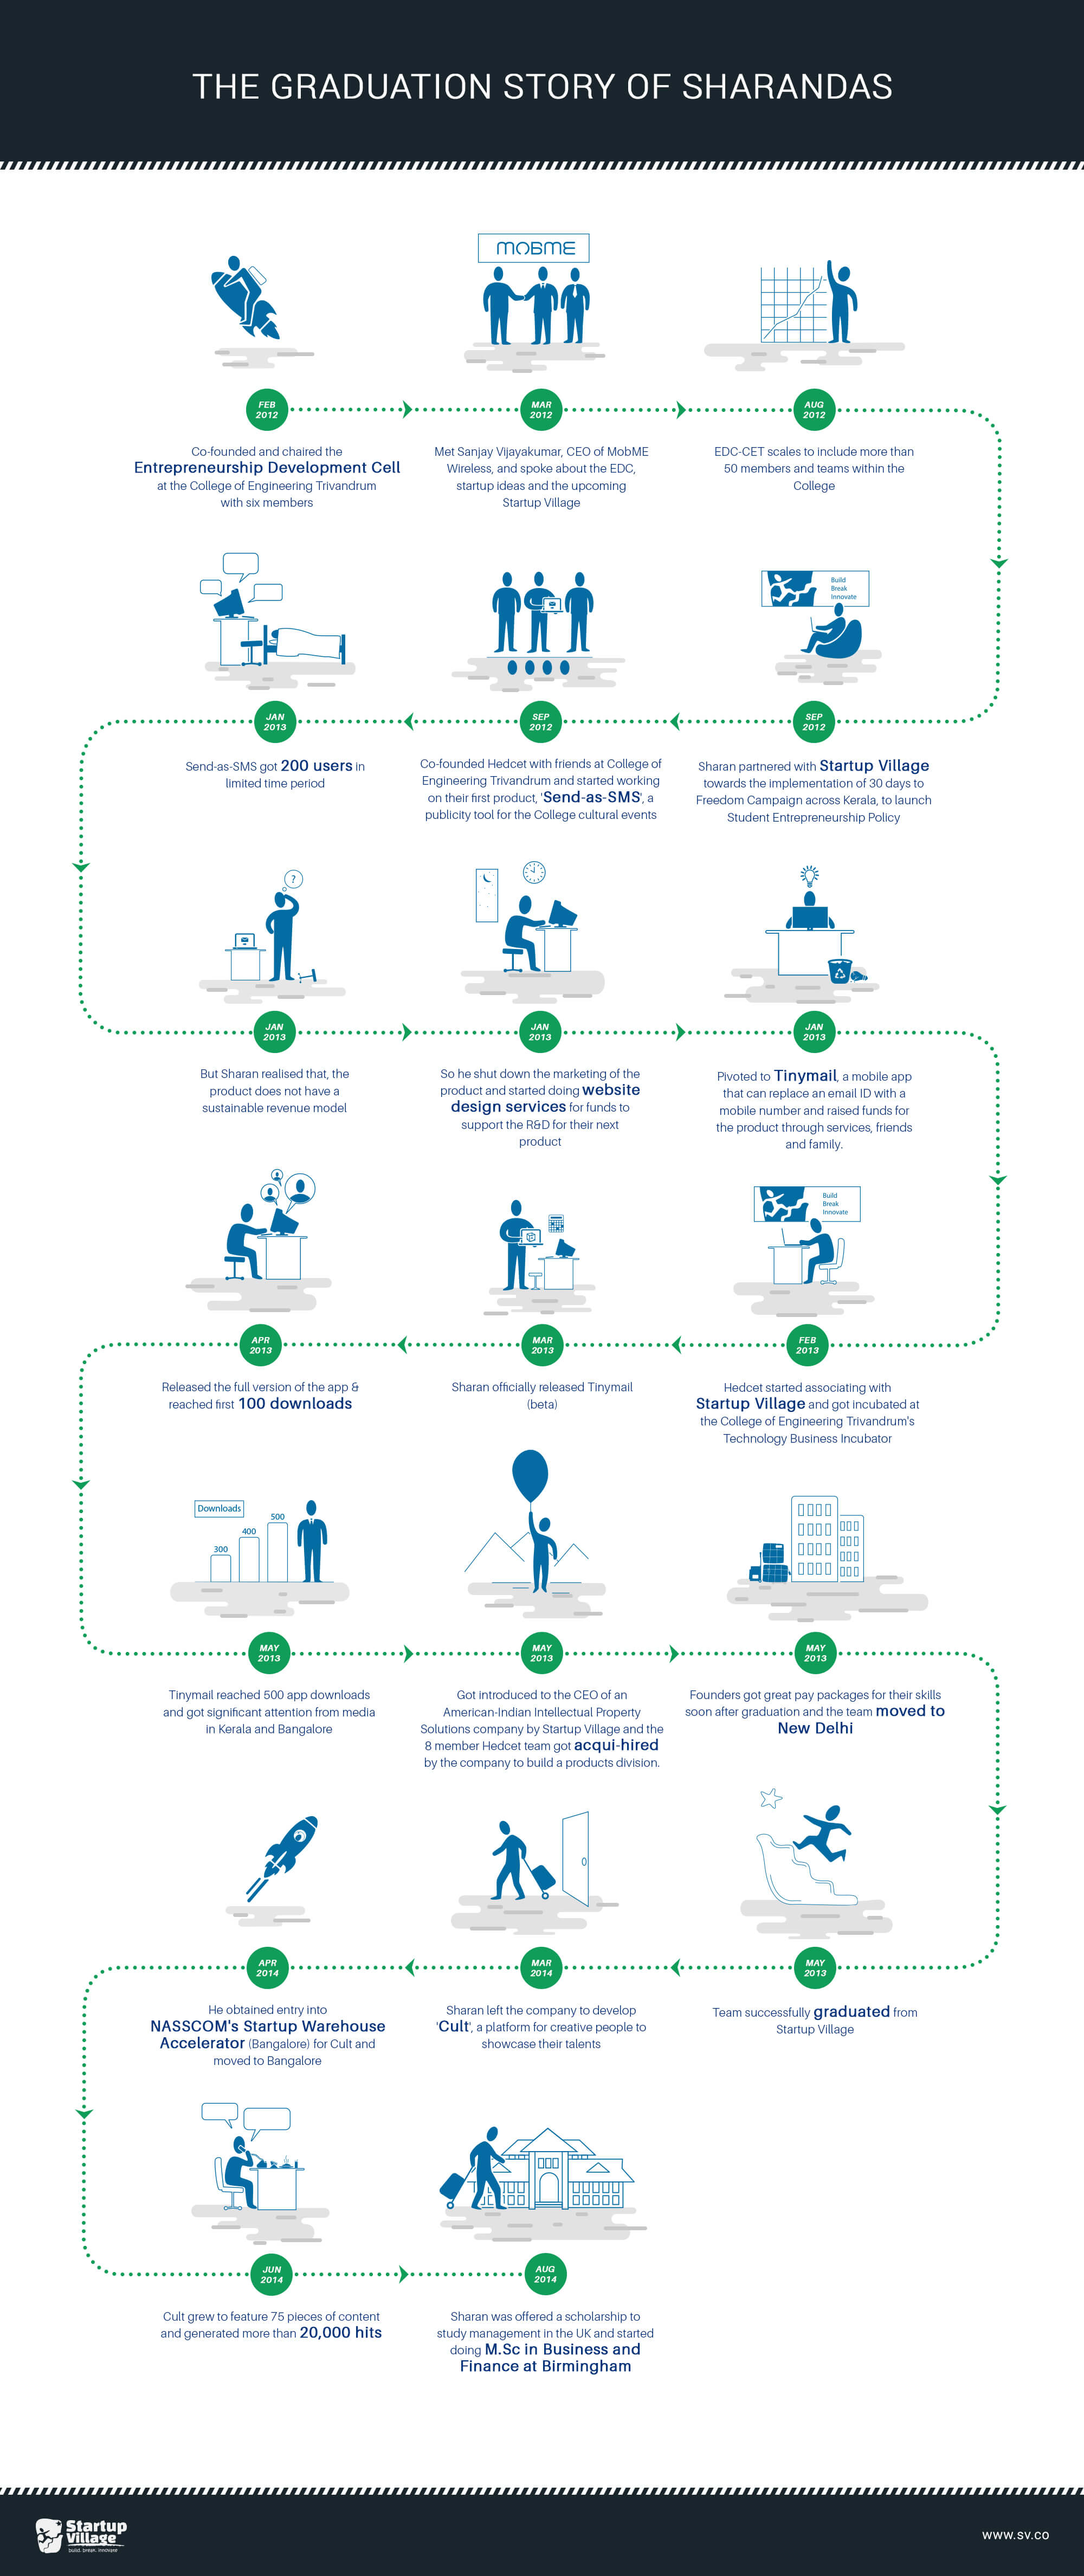 THE GRADUATION STORY OF SHARANDAS
MOBME
FEB
2012
Co-founded and chaired the
Entrepreneurship Development Cell
at the College of Engineering Trivandrum
with six members
MAR
2012
Met Sanjay Vijayakumar, CEO of MobME
Wireless, and spoke about the EDC,
startup ideas and the upcoming
Startup Village
AUG
2012
EDC-CET scales to include more than
50 members and teams within the
College
Build
Break
Innovate
SEP
2012
Sharan partnered with Startup Village
towards the implementation of 30 days to
Freedom Campaign across Kerala, to launch
Student Entrepreneurship Policy
SEP
2012
Co-founded Hedcet with friends at College of
Engineering Trivandrum and started working
on their first product, 'Send-as-SMS', a
publicity tool for the College cultural events
JAN
2013
Send-as-SMS got 200 users in
limited time period
?
JAN
2013
But Sharan realised that, the
product does not have a
sustainable revenue model
JAN
2013
So he shut down the marketing of the
product and started doing website
design services for funds to
support the R&D for their next
product
JAN
2013
Pivoted to Tinymail, a mobile app
that can replace an email ID with a
mobile number and raised funds for
the product through services, friends
and family.
Build
Break
Innovate
FEB
2013
Hedcet started associating with
Startup Village and got incubated at
the College of Engineering Trivandrum's
Technology Business Incubator
MAR
2013
Sharan officially released Tinymail
(beta)
APR
2013
Released the full version of the app &
reached first 100 downloads
Downloads
300
400
500
MAY
2013
Tinymail reached 500 app downloads
and got significant attention from media
in Kerala and Bangalore
MAY
2013
Got introduced to the CEO of an
American-Indian Intellectual Property
Solutions company by Startup Village and the
8 member Hedcet team got acqui-hired
by the company to build a products division.
MAY
2013
Founders got great pay packages for their skills
soon after graduation and the team moved to
New Delhi
MAY
2013
Team successfully graduated from
Startup Village
MAR
2014
Sharan left the company to develop
'Cult', a platform for creative people to
showcase their talents
APR
2014
He obtained entry into
NASSCOM's Startup Warehouse
Accelerator (Bangalore) for Cult and
moved to Bangalore
JUN
2014
Cult grew to feature 75 pieces of content
and generated more than 20,000 hits
AUG
2014
Sharan was offered a scholarship to
study management in the UK and started
doing M.Sc in Business and
Finance at Birmingham
Startup
Village
build. break. innovate
WWW.SV.CO